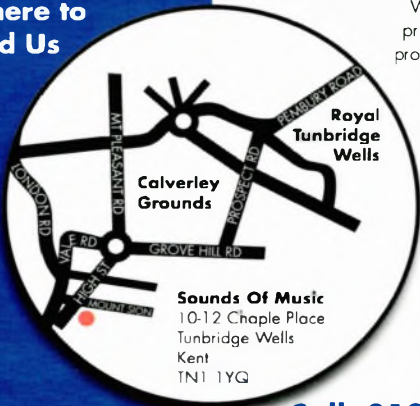 here to
d Us
V
pr
pro
PEMBURY ROAD
Royal
Tunbridge
Wells
MT PLEASANT RD
Calverley
Grounds
PROSPECT RD
LONDON RD
VALE RD
GROVE HILL RD
HIGH ST
MOUNT SION
Sounds Of Music
10-12 Chaple Place
Tunbridge Wells
Kent
TN1 1YQ